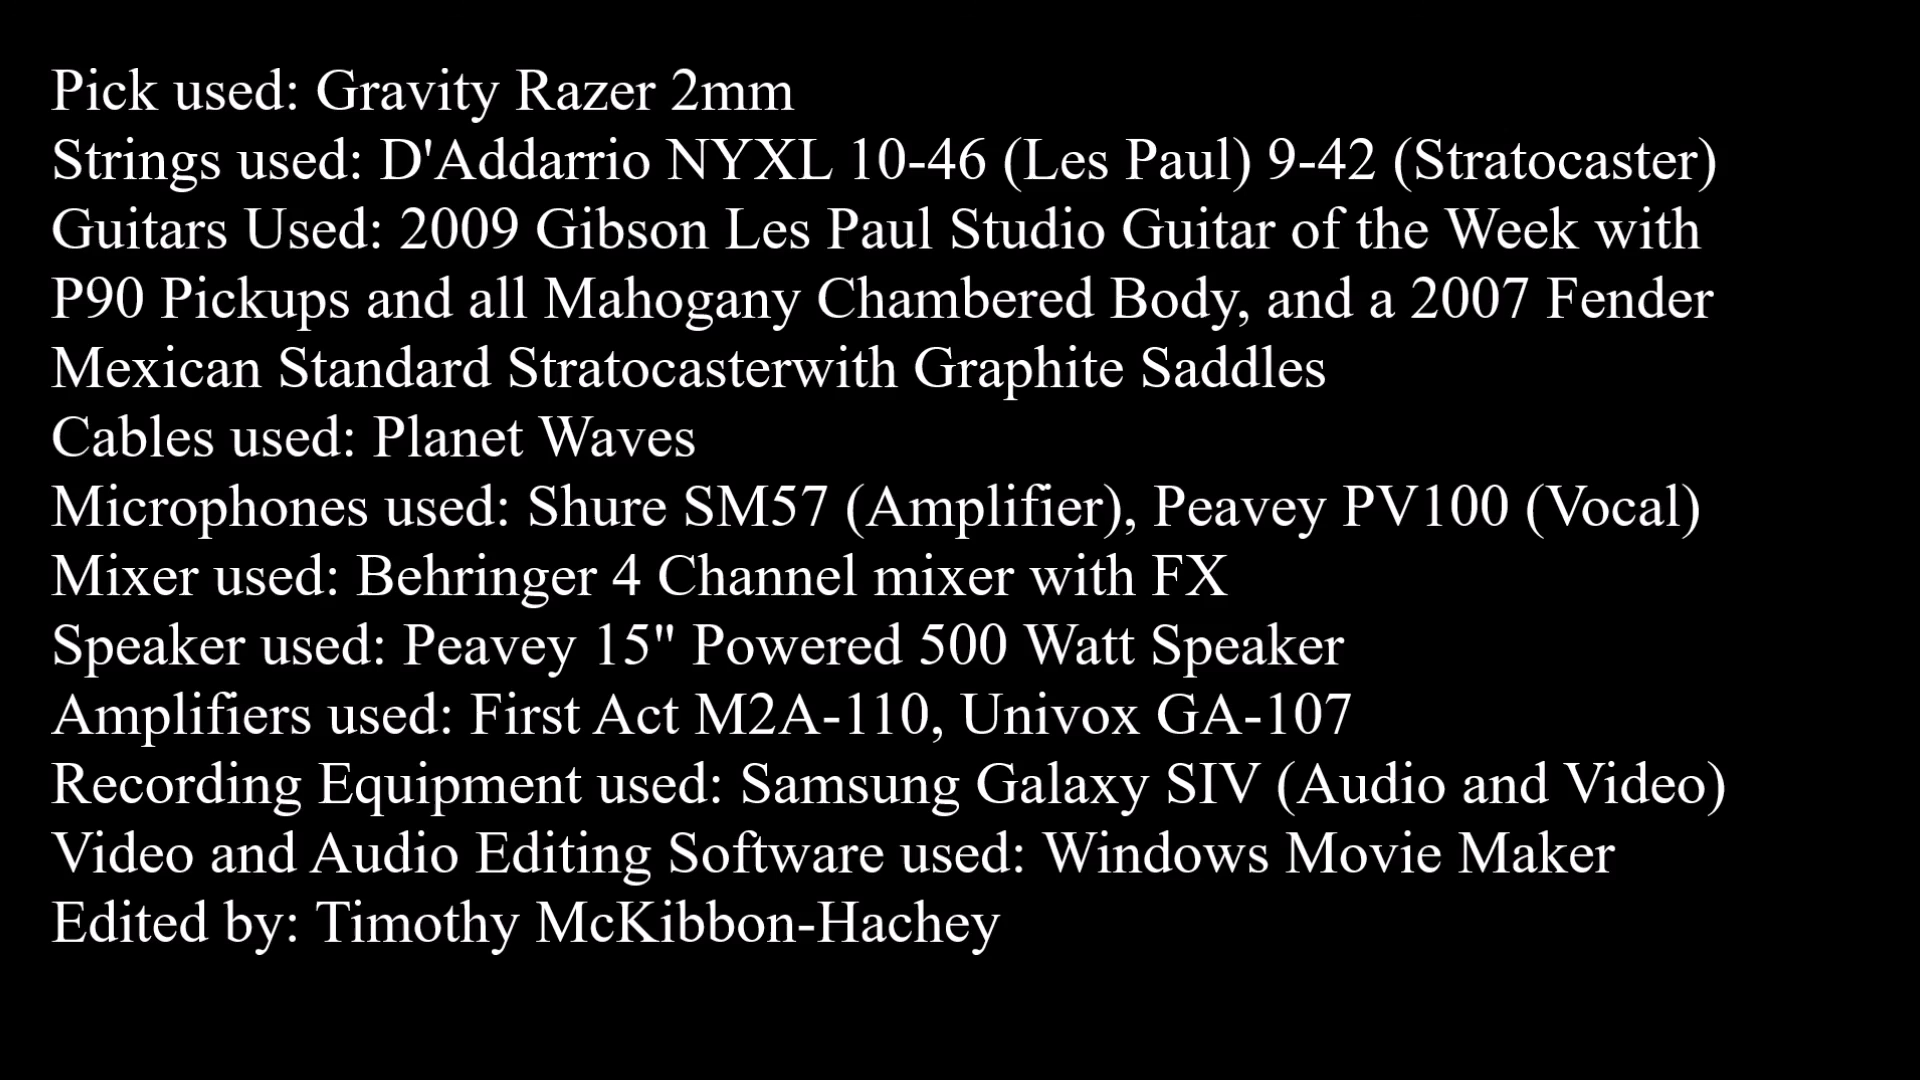 Pick used: Gravity Razer 2mm
Strings used: D'Addarrio NYXL 10-46 (Les Paul) 9-42 (Stratocaster)
Guitars Used: 2009 Gibson Les Paul Studio Guitar of the Week with
P90 Pickups and all Mahogany Chambered Body, and a 2007 Fender
Mexican Standard Stratocasterwith Graphite Saddles
Cables used: Planet Waves
Microphones used: Shure SM57 (Amplifier), Peavey PV100 (Vocal)
Mixer used: Behringer 4 Channel mixer with FX
Speaker used: Peavey 15" Powered 500 Watt Speaker
Amplifiers used: First Act M2A-110, Univox GA-107
Recording Equipment used: Samsung Galaxy SIV (Audio and Video)
Video and Audio Editing Software used: Windows Movie Maker
Edited by: Timothy McKibbon-Hachey